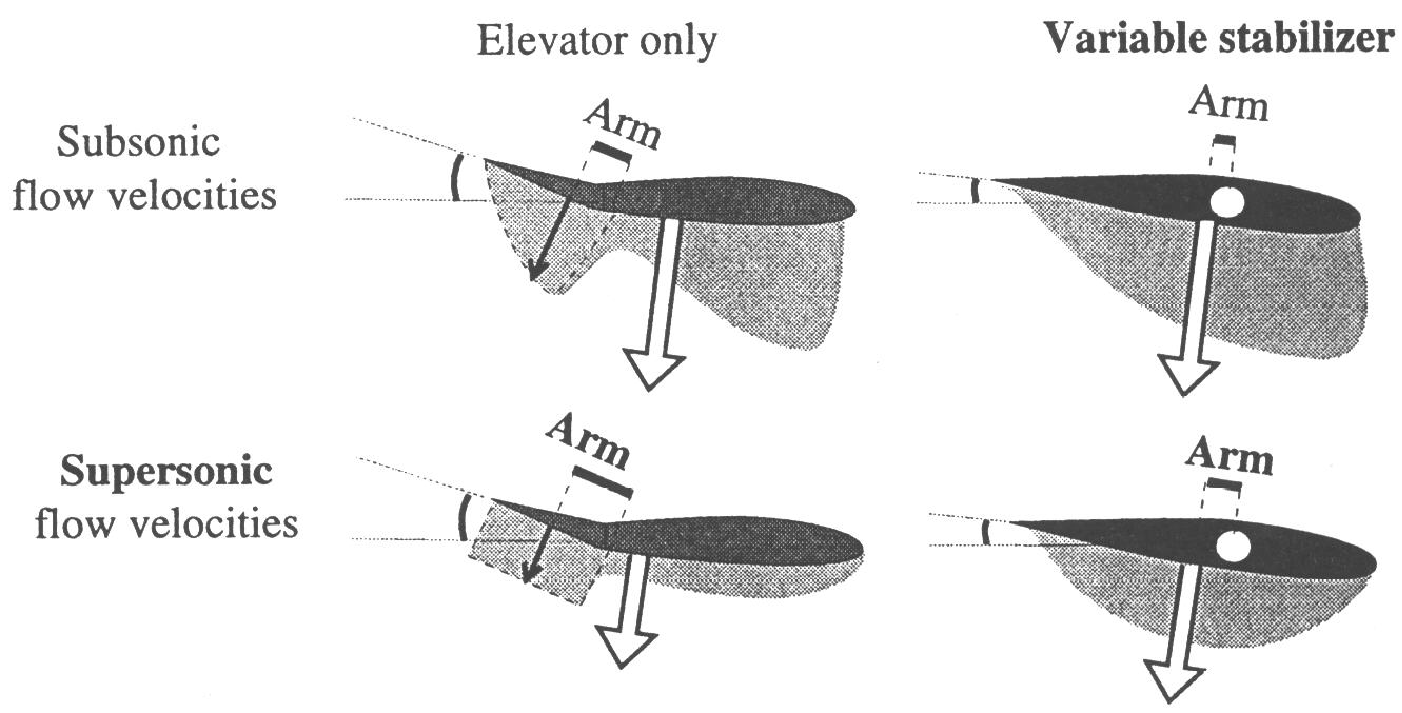 Elevator only
Variable stabilizer
Subsonic
flow velocities
Arm
Arm
Supersonic
flow velocities
Arm
Arm